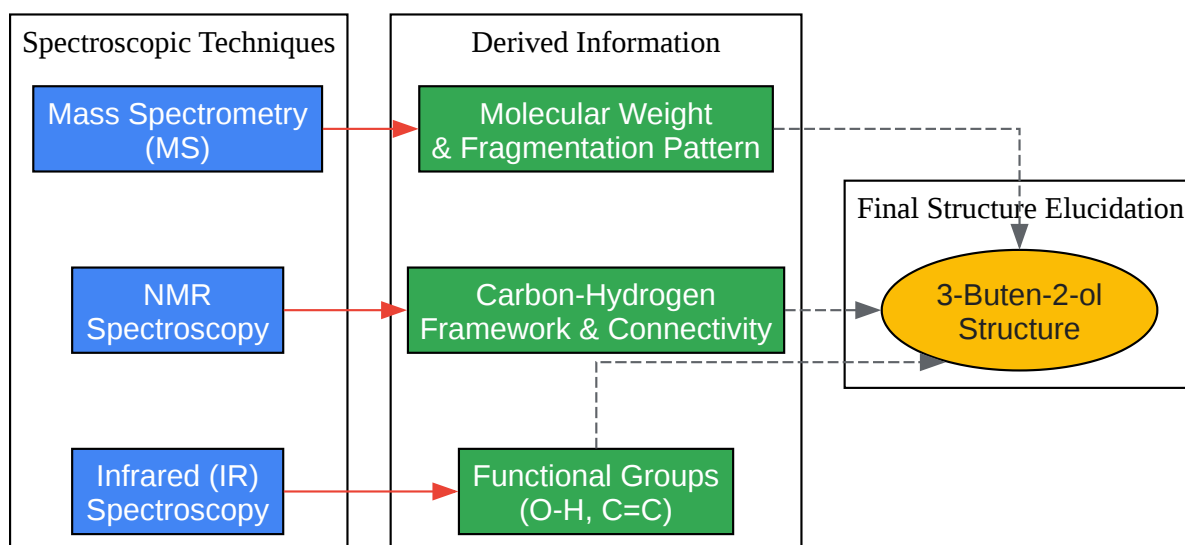 Spectroscopic Techniques
Derived Information
Mass Spectrometry
(MS)
Molecular Weight
& Fragmentation Pattern
Final Structure Elucidation
NMR
Spectroscopy
Carbon-Hydrogen
Framework & Connectivity
3-Buten-2-ol
Structure
Infrared (IR)
Spectroscopy
Functional Groups
(O-H, C=C)